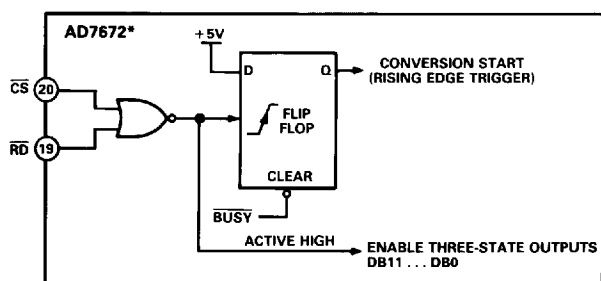 AD7672*
+5V
D
Q
CONVERSION START
(RISING EDGE TRIGGER)
CS
20
FLIP
FLOP
RD
19
CLEAR
BUSY
ACTIVE HIGH
ENABLE THREE-STATE OUTPUTS
DB11 ... DB0